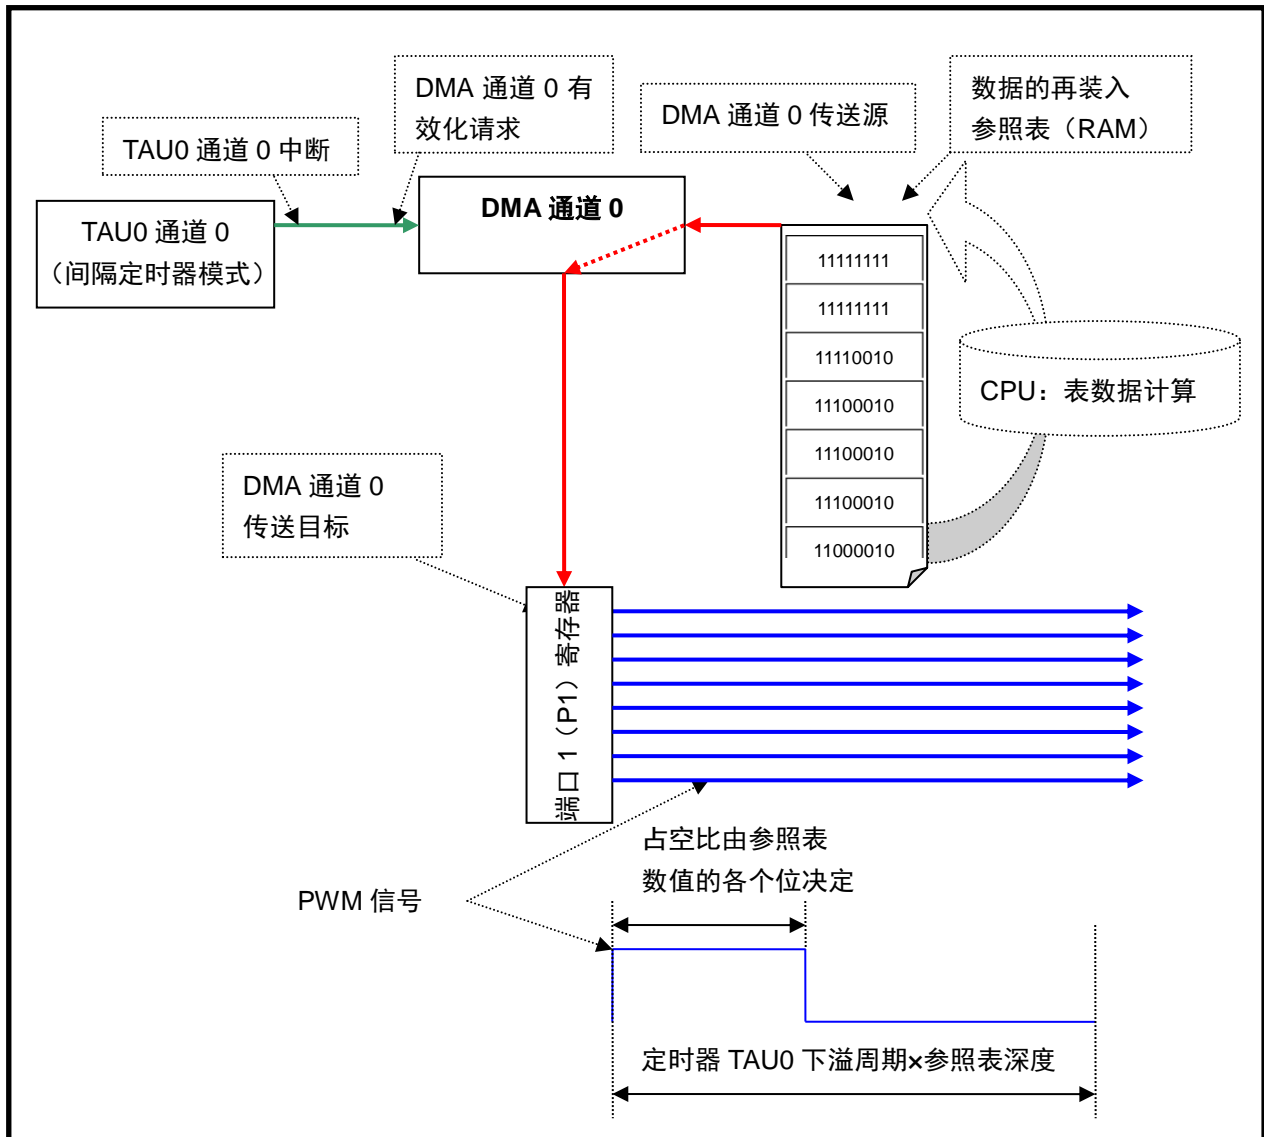 DMA 通道 0 有
效化请求
DMA 通道 0 传送源
数据的再装入
参照表（RAM）
TAU0 通道 0 中断
TAU0 通道 0
（间隔定时器模式）
DMA 通道 0
11111111
11111111
11110010
11100010
11100010
11100010
11000010
CPU：表数据计算
DMA 通道 0
传送目标
端口 1（P1）寄存器
占空比由参照表
数值的各个位决定
PWM 信号
定时器 TAU0 下溢周期×参照表深度